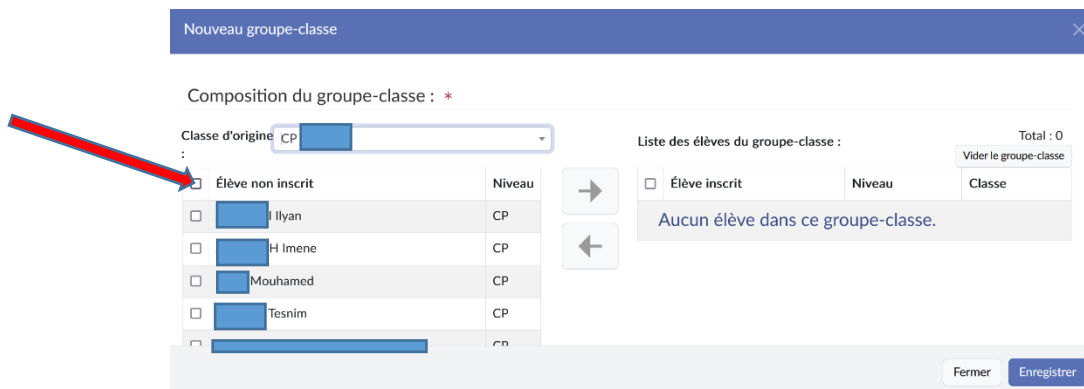 Nouveau groupe-classe
Composition du groupe-classe : *
Classe d'origine CP
:
Liste des élèves du groupe-classe :
Total : 0
Vider le groupe-classe
Élève non inscrit Niveau
Élève inscrit Niveau Classe
Aucun élève dans ce groupe-classe.
I Ilyan CP
H Imene CP
Mouhamed CP
Tesnim CP
CP
Fermer Enregistrer